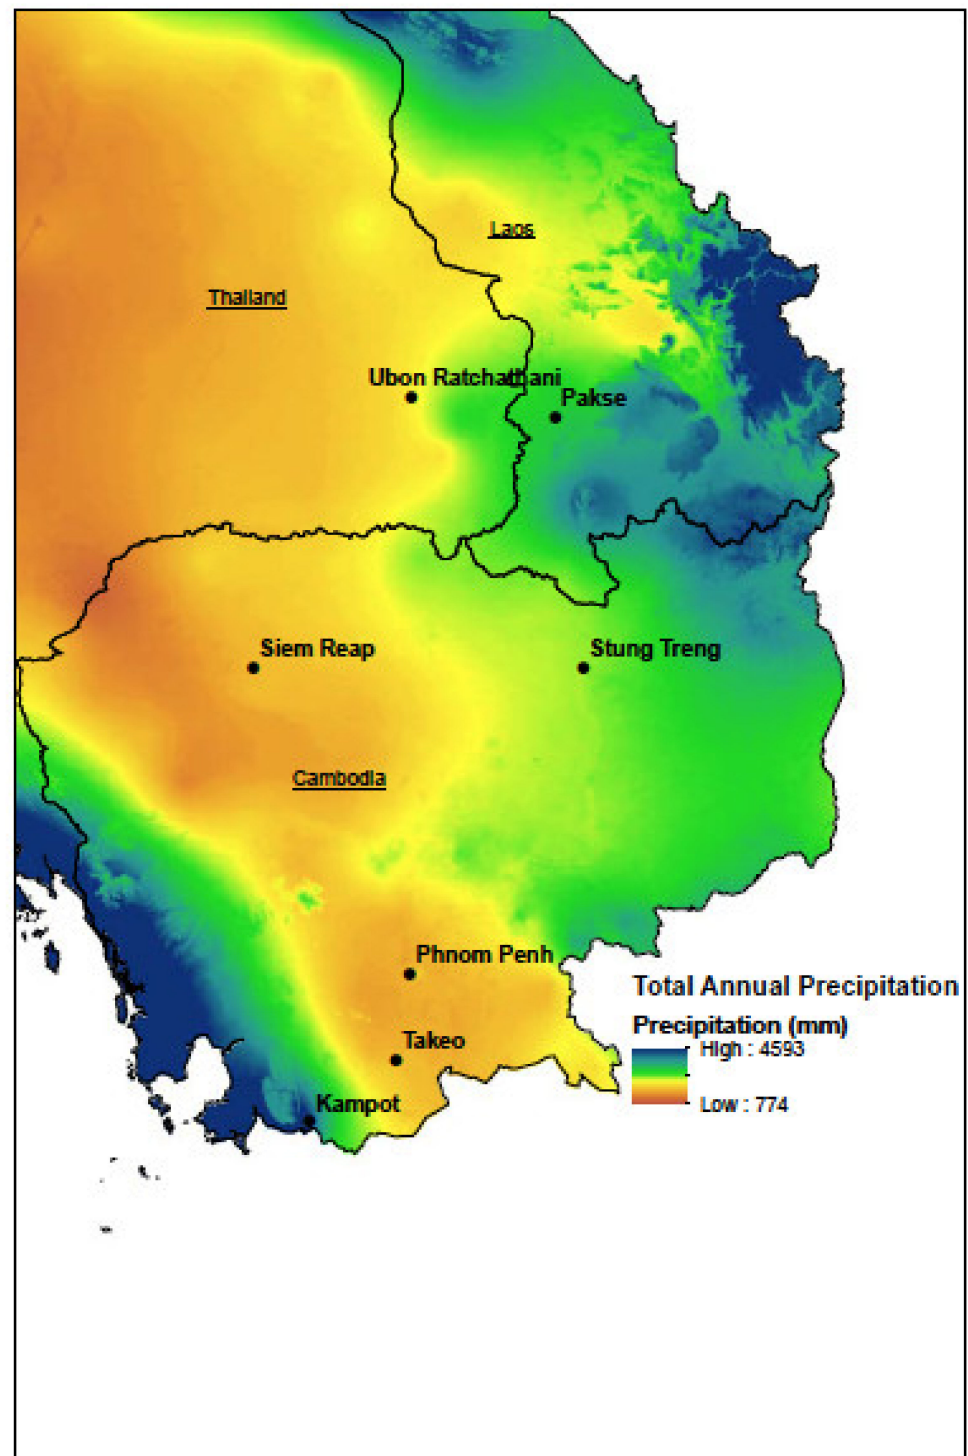 Laos
Thailand
Ubon Ratchathani
Pakse
Siem Reap
Stung Treng
Cambodia
Phnom Penh
Total Annual Precipitation
Precipitation (mm)
High : 4593
Low : 774
Takeo
Kampot